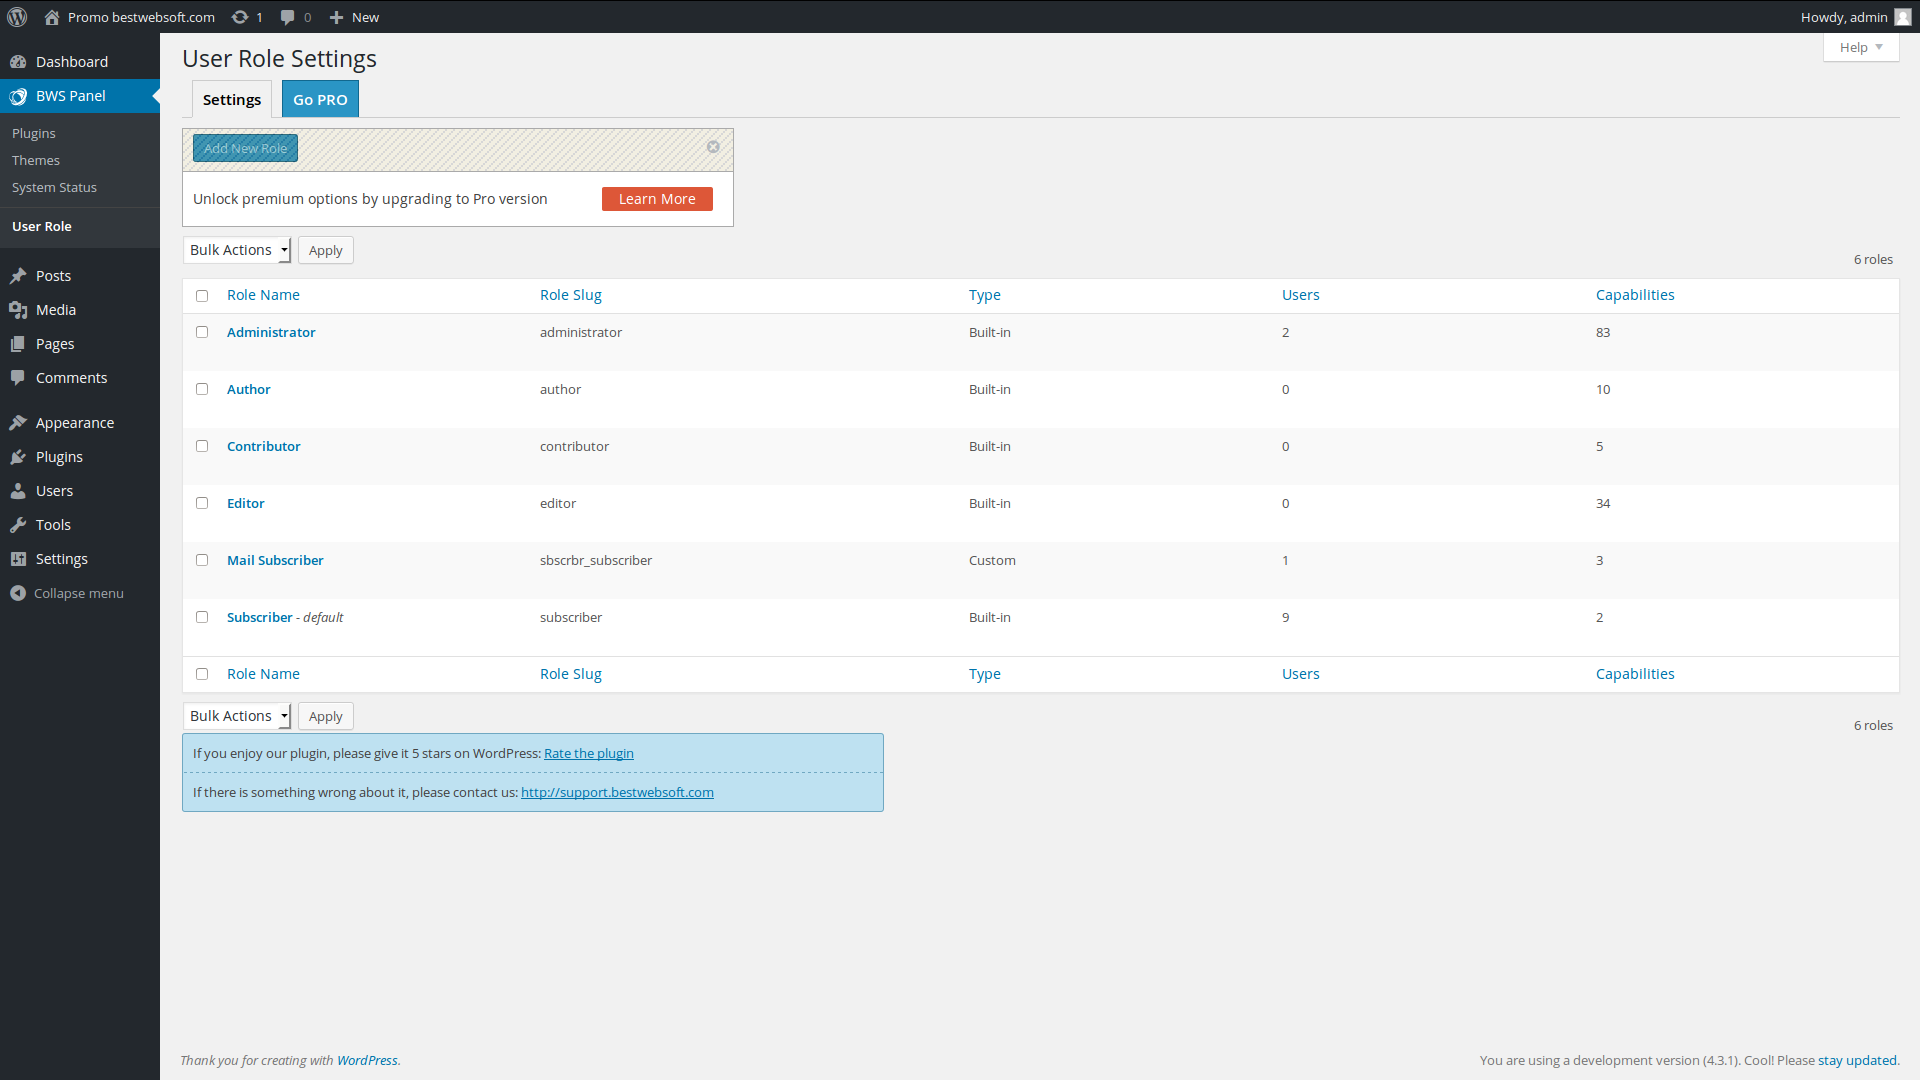 Promo bestwebsoft.com 1 0 New Howdy, admin
Help
Dashboard
BWS Panel
Plugins
Themes
System Status
User Role
Posts
Media
Pages
Comments
Appearance
Plugins
Users
Tools
Settings
Collapse menu
User Role Settings
Settings Go PRO
Add New Role
Unlock premium options by upgrading to Pro version Learn More
Bulk Actions Apply 6 roles
Role Name Role Slug Type Users Capabilities
Administrator administrator Built-in 2 83
Author author Built-in 0 10
Contributor contributor Built-in 0 5
Editor editor Built-in 0 34
Mail Subscriber sbscrbr_subscriber Custom 1 3
Subscriber - default subscriber Built-in 9 2
Role Name Role Slug Type Users Capabilities
Bulk Actions Apply 6 roles
If you enjoy our plugin, please give it 5 stars on WordPress: Rate the plugin
If there is something wrong about it, please contact us: http://support.bestwebsoft.com
Thank you for creating with WordPress. You are using a development version (4.3.1). Cool! Please stay updated.